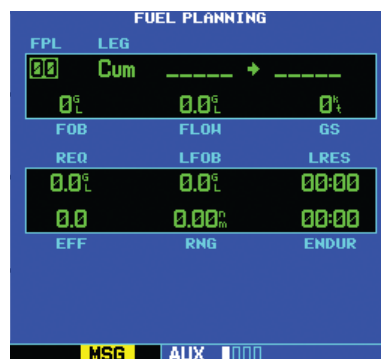 FUEL PLANNING
FPL LEG
00 Cum _____ → _____
0GL 0.0GL 0kt
FOB FLOW GS
REQ LFOB LRES
0.0GL 0.0GL 00:00
0.0 0.00nm 00:00
EFF RNG ENDUR
MSG AUX